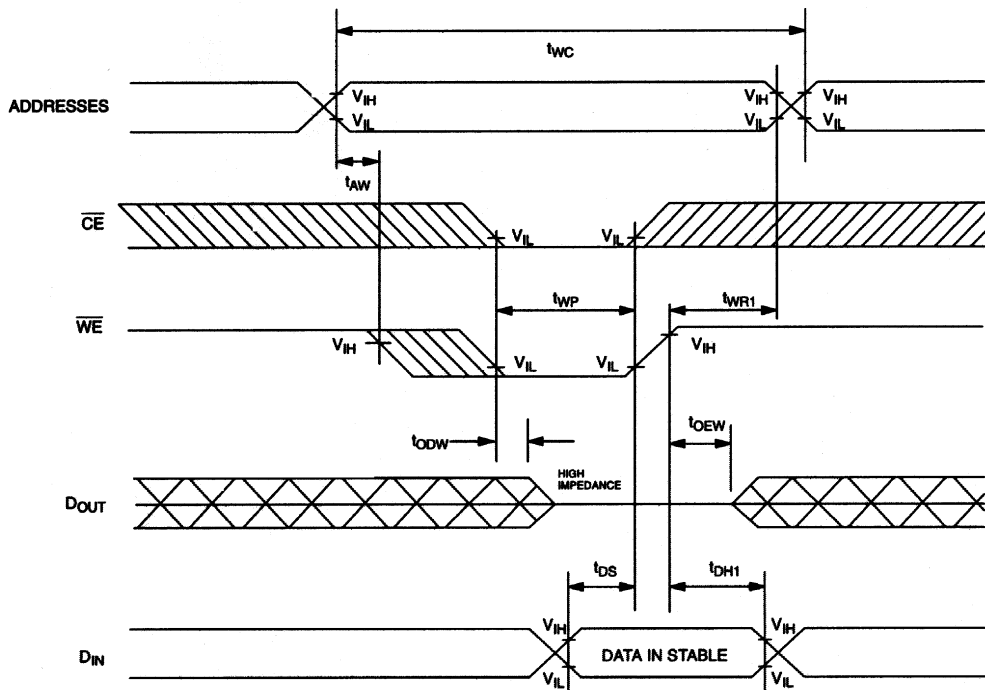 tWC
ADDRESSES
VIH VIH VIH
VIL VIL VIL
tAW
CE
VIL VIL
tWP tWR1
WE
VIH VIH
VIL VIL
tODW tOEW
HIGH
IMPEDANCE
DOUT
tDS tDH1
VIH VIH
DIN DATA IN STABLE
VIL VIL